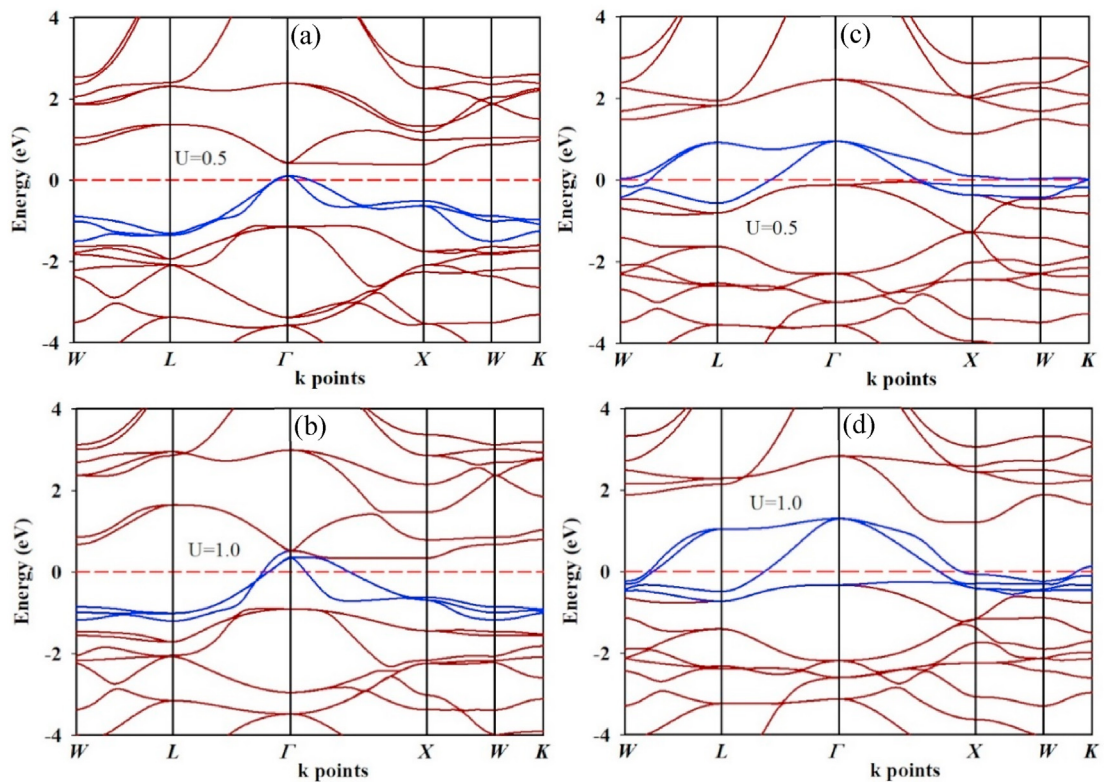 (a)
4
2
0
-2
-4
Energy (eV)
U=0.5
W L Γ X W K
k points
(c)
4
2
0
-2
-4
Energy (eV)
U=0.5
W L Γ X W K
k points
(b)
4
2
0
-2
-4
Energy (eV)
U=1.0
W L Γ X W K
k points
(d)
4
2
0
-2
-4
Energy (eV)
U=1.0
W L Γ X W K
k points